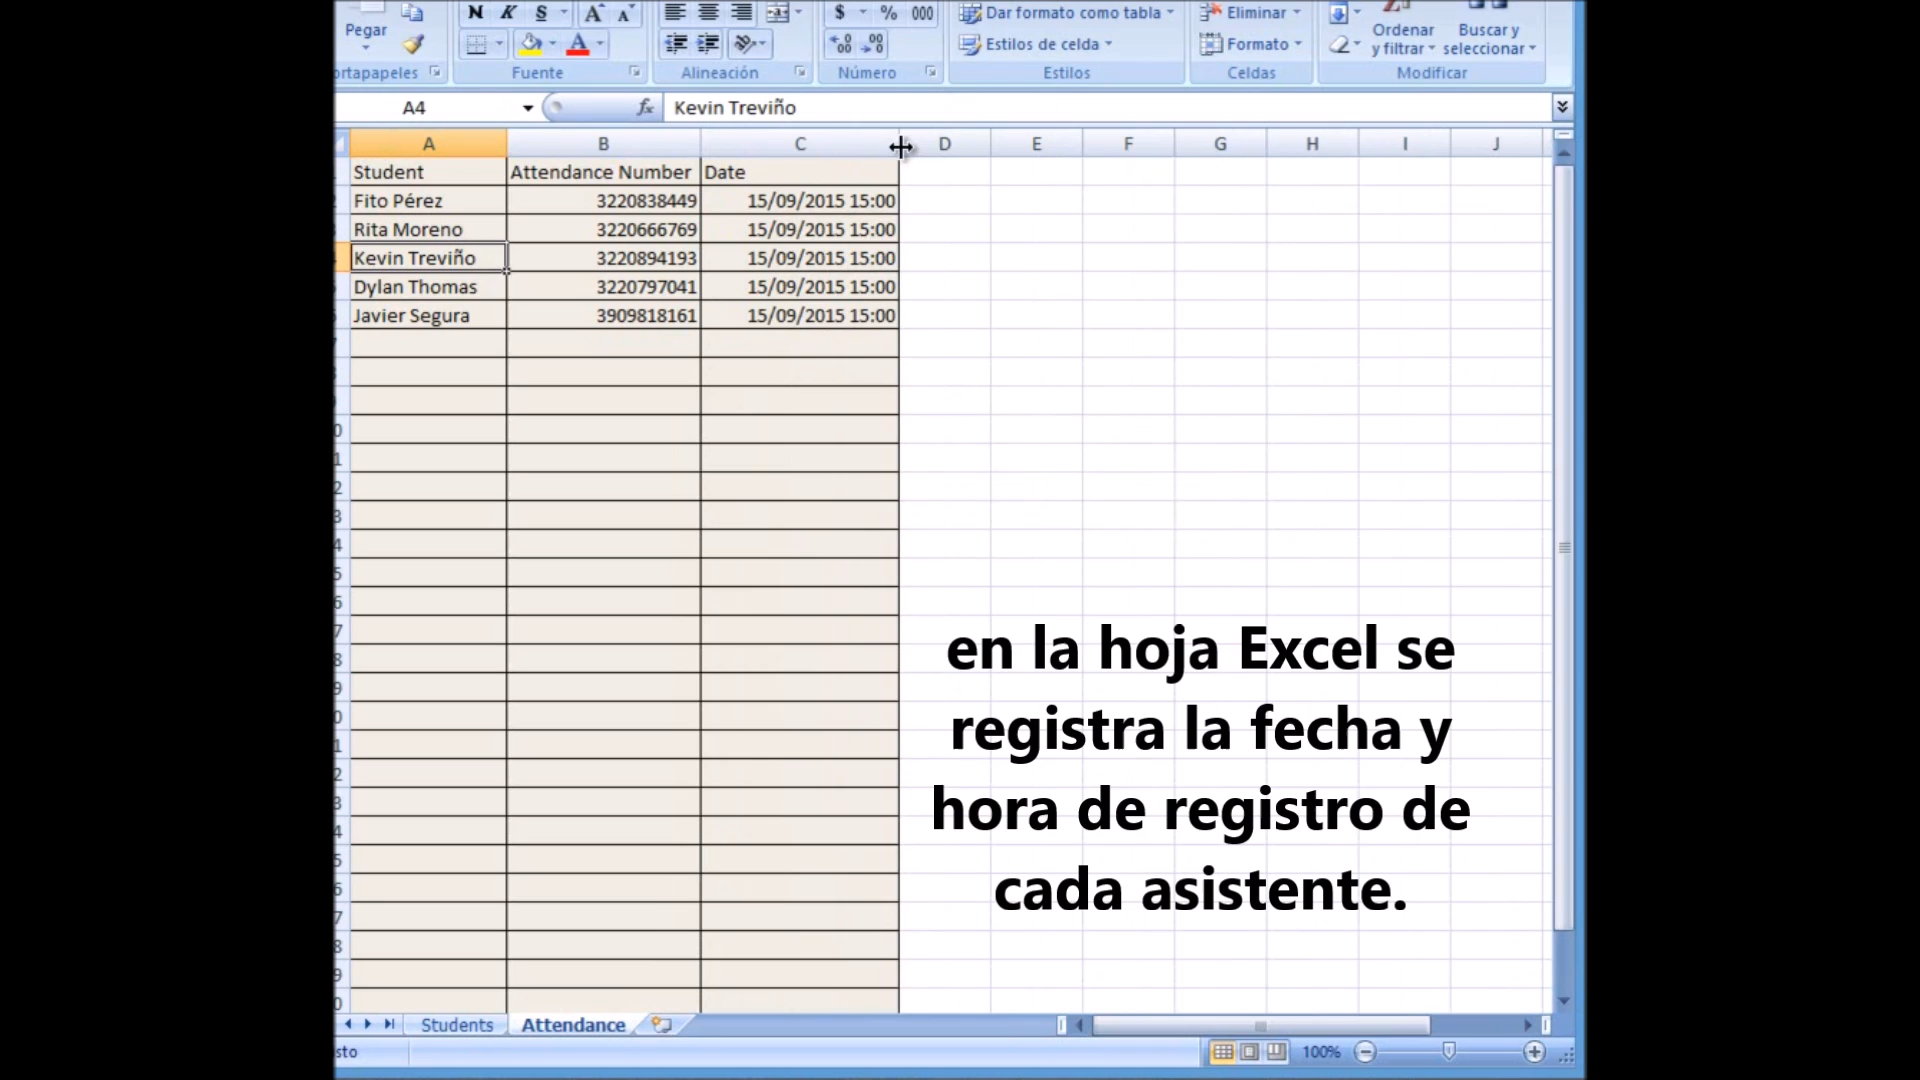 Pegar N K S A A $ % 000 Dar formato como tabla Eliminar Ordenar y filtrar Buscar y seleccionar
Estilos de celda Formato
ortapapeles Fuente Alineación Número Estilos Celdas Modificar
A4 fx Kevin Treviño
A B C D E F G H I J
Student Attendance Number Date
Fito Pérez 3220838449 15/09/2015 15:00
Rita Moreno 3220666769 15/09/2015 15:00
Kevin Treviño 3220894193 15/09/2015 15:00
Dylan Thomas 3220797041 15/09/2015 15:00
Javier Segura 3909818161 15/09/2015 15:00
en la hoja Excel se
registra la fecha y
hora de registro de
cada asistente.
Students Attendance
sto 100%